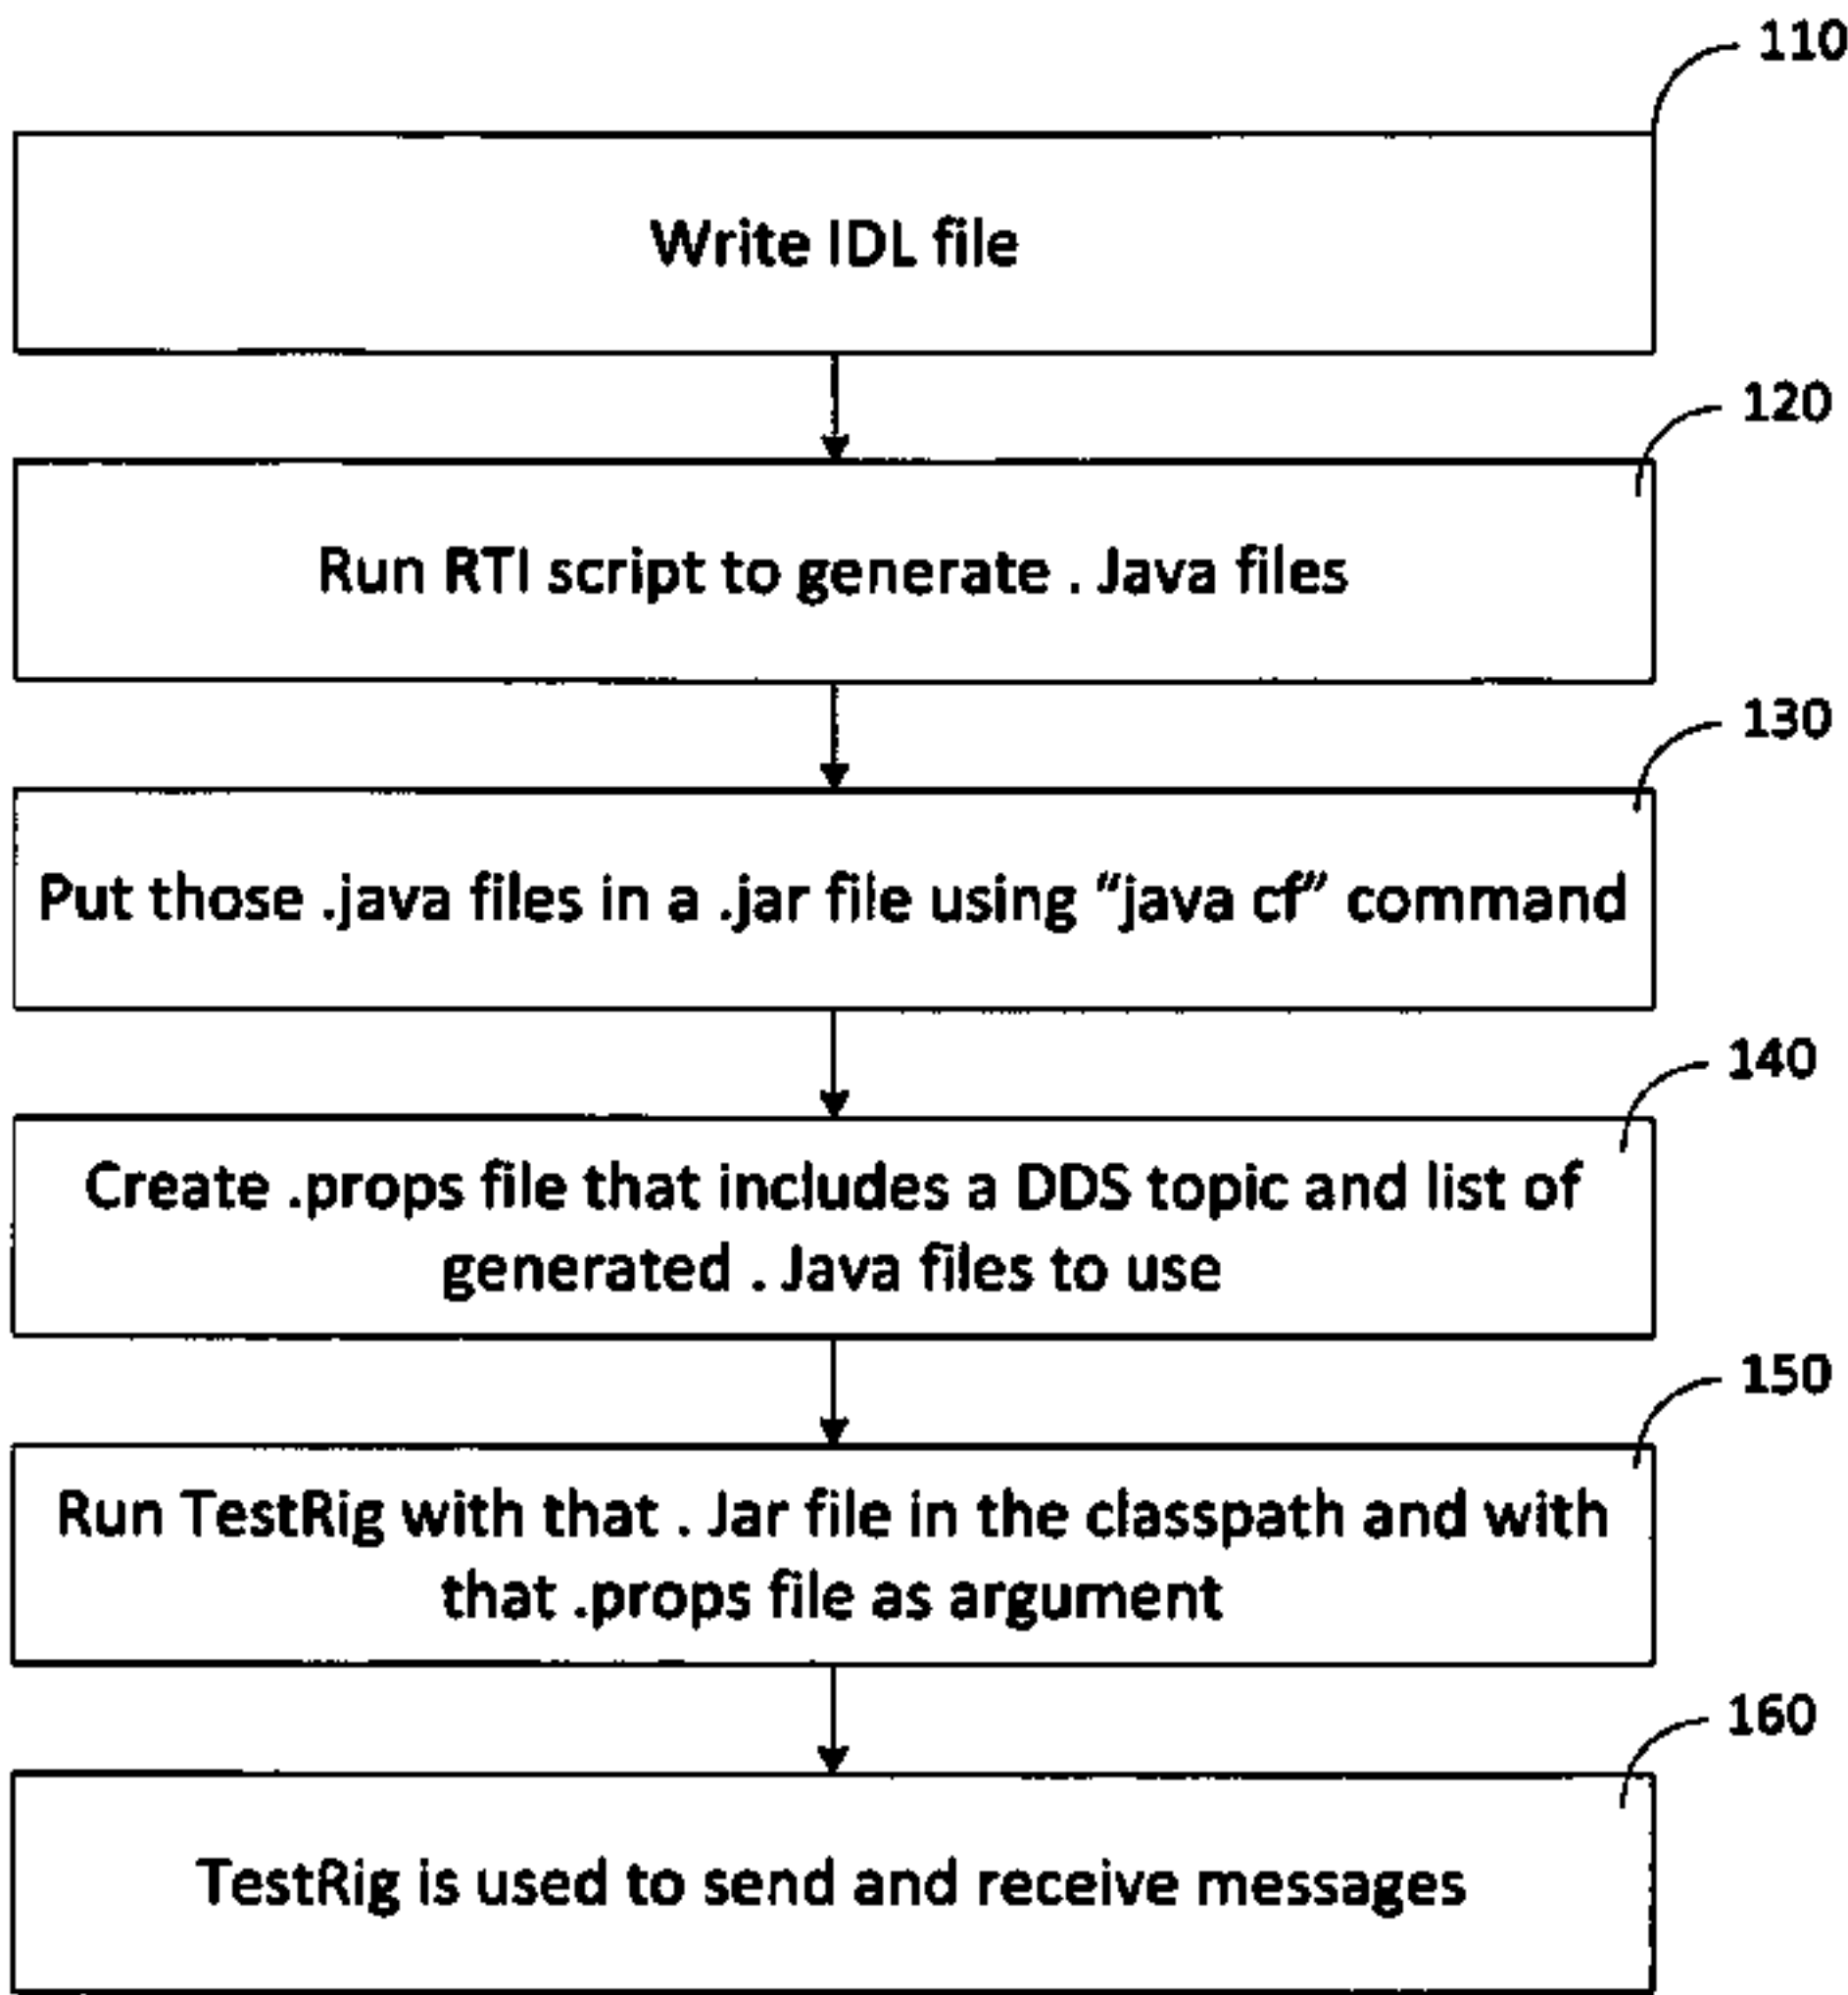 110
Write IDL file
120
Run RTI script to generate . Java files
130
Put those .java files in a .jar file using “java cf” command
140
Create .props file that includes a DDS topic and list of
generated . Java files to use
150
Run TestRig with that . Jar file in the classpath and with
that .props file as argument
160
TestRig is used to send and receive messages